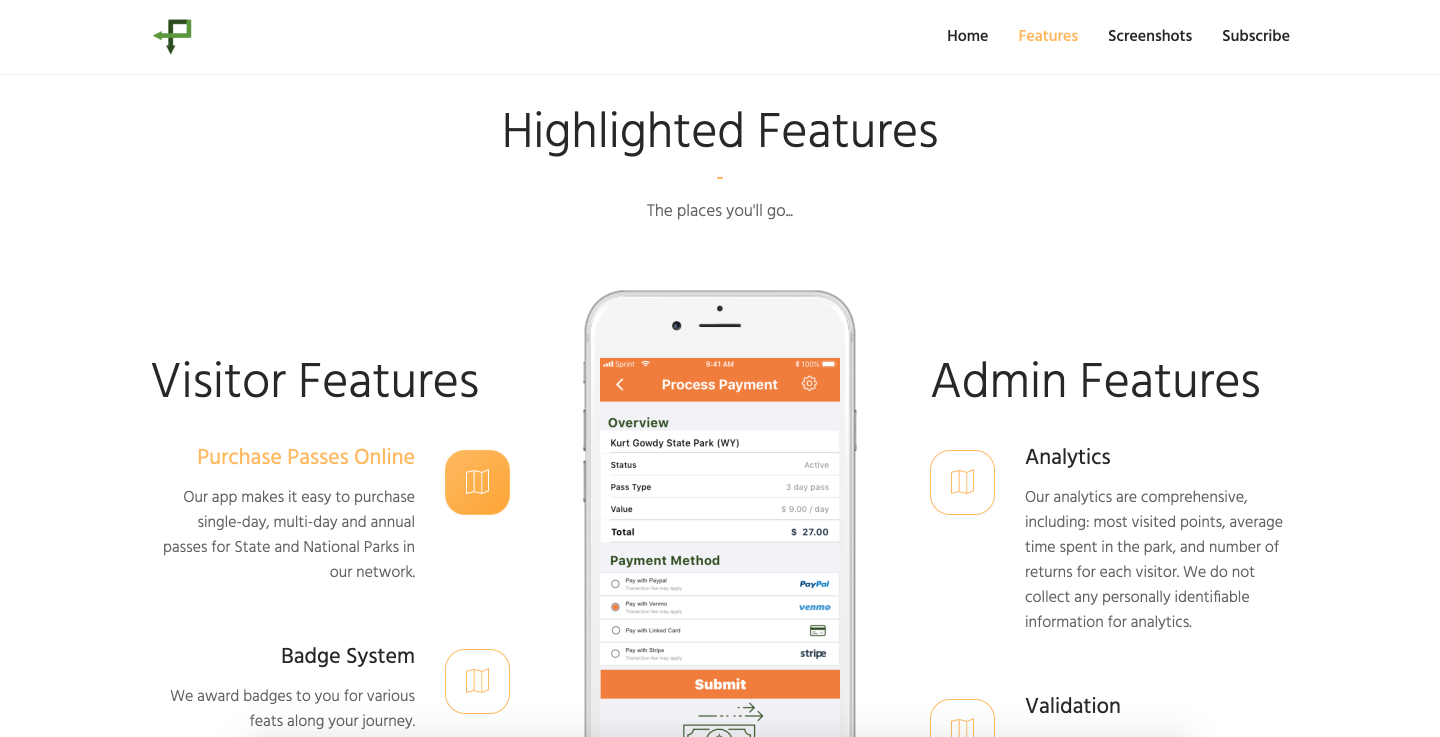 Home Features Screenshots Subscribe
Highlighted Features
The places you'll go...
Visitor Features
Purchase Passes Online
Our app makes it easy to purchase
single-day, multi-day and annual
passes for State and National Parks in
our network.
Badge System
We award badges to you for various
feats along your journey.
Sprint 9:41 AM 100%
Process Payment
Overview
Kurt Gowdy State Park (WY)
Status Active
Pass Type 3 day pass
Value $ 9.00 / day
Total $ 27.00
Payment Method
Pay with Paypal PayPal
Transaction fee may apply
Pay with Venmo venmo
Transaction fee may apply
Pay with Linked Card
Pay with Stripe stripe
Transaction fee may apply
Submit
Admin Features
Analytics
Our analytics are comprehensive,
including: most visited points, average
time spent in the park, and number of
returns for each visitor. We do not
collect any personally identifiable
information for analytics.
Validation